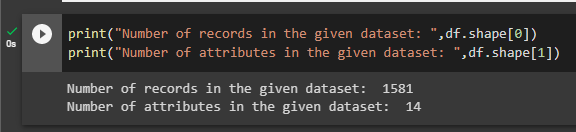 print("Number of records in the given dataset: ",df.shape[0])
0s
print("Number of attributes in the given dataset: ",df.shape[1])
Number of records in the given dataset:  1581
Number of attributes in the given dataset:  14